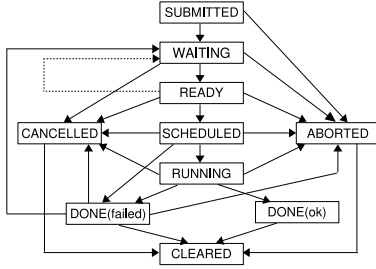 SUBMITTED
WAITING
READY
CANCELLED
SCHEDULED
ABORTED
RUNNING
DONE(failed)
DONE(ok)
CLEARED